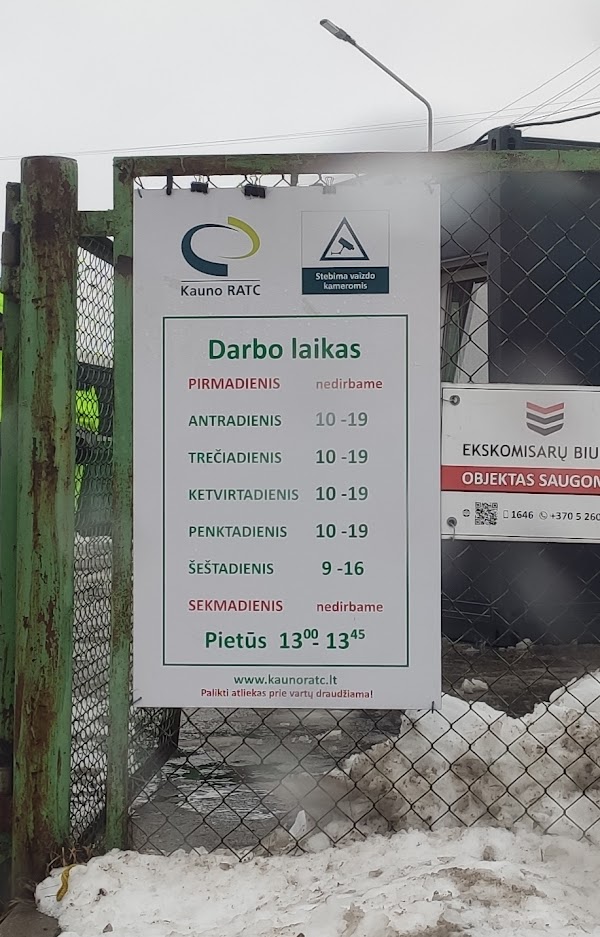 Kauno RATC
Stebima vaizdo
kameromis
Darbo laikas
PIRMADIENIS nedirbame
ANTRADIENIS 10 -19
TREČIADIENIS 10 -19
KETVIRTADIENIS 10 -19
PENKTADIENIS 10 -19
ŠEŠTADIENIS 9 -16
SEKMADIENIS nedirbame
Pietūs 13⁰⁰- 13⁴⁵
www.kaunoratc.lt
Palikti atliekas prie vartų draudžiama!
EKSKOMISARŲ BIU
OBJEKTAS SAUGOM
1646 +370 5 260